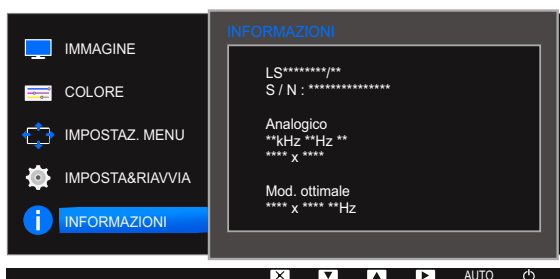 IMMAGINE
COLORE
IMPOSTAZ. MENU
IMPOSTA&RIAVVIA
INFORMAZIONI
INFORMAZIONI
LS********/**
S / N : ***************
Analogico
**kHz **Hz **
**** x ****
Mod. ottimale
**** x **** **Hz
AUTO